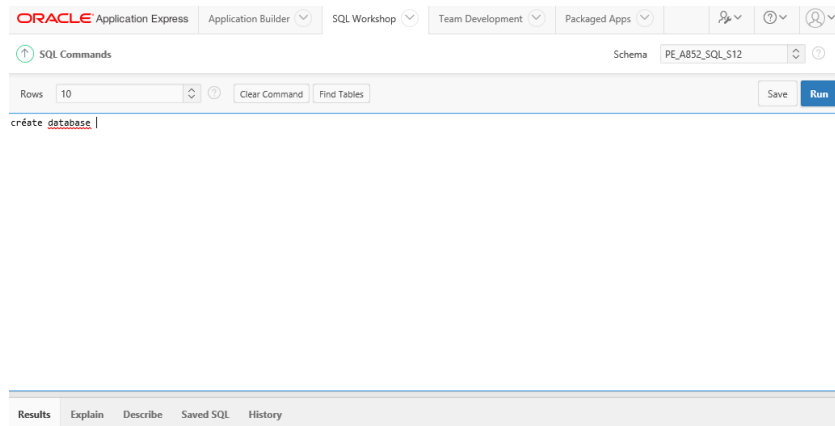 ORACLE Application Express Application Builder SQL Workshop Team Development Packaged Apps
SQL Commands Schema PE_A852_SQL_S12
Rows 10 Clear Command Find Tables Save Run
créate database
Results Explain Describe Saved SQL History